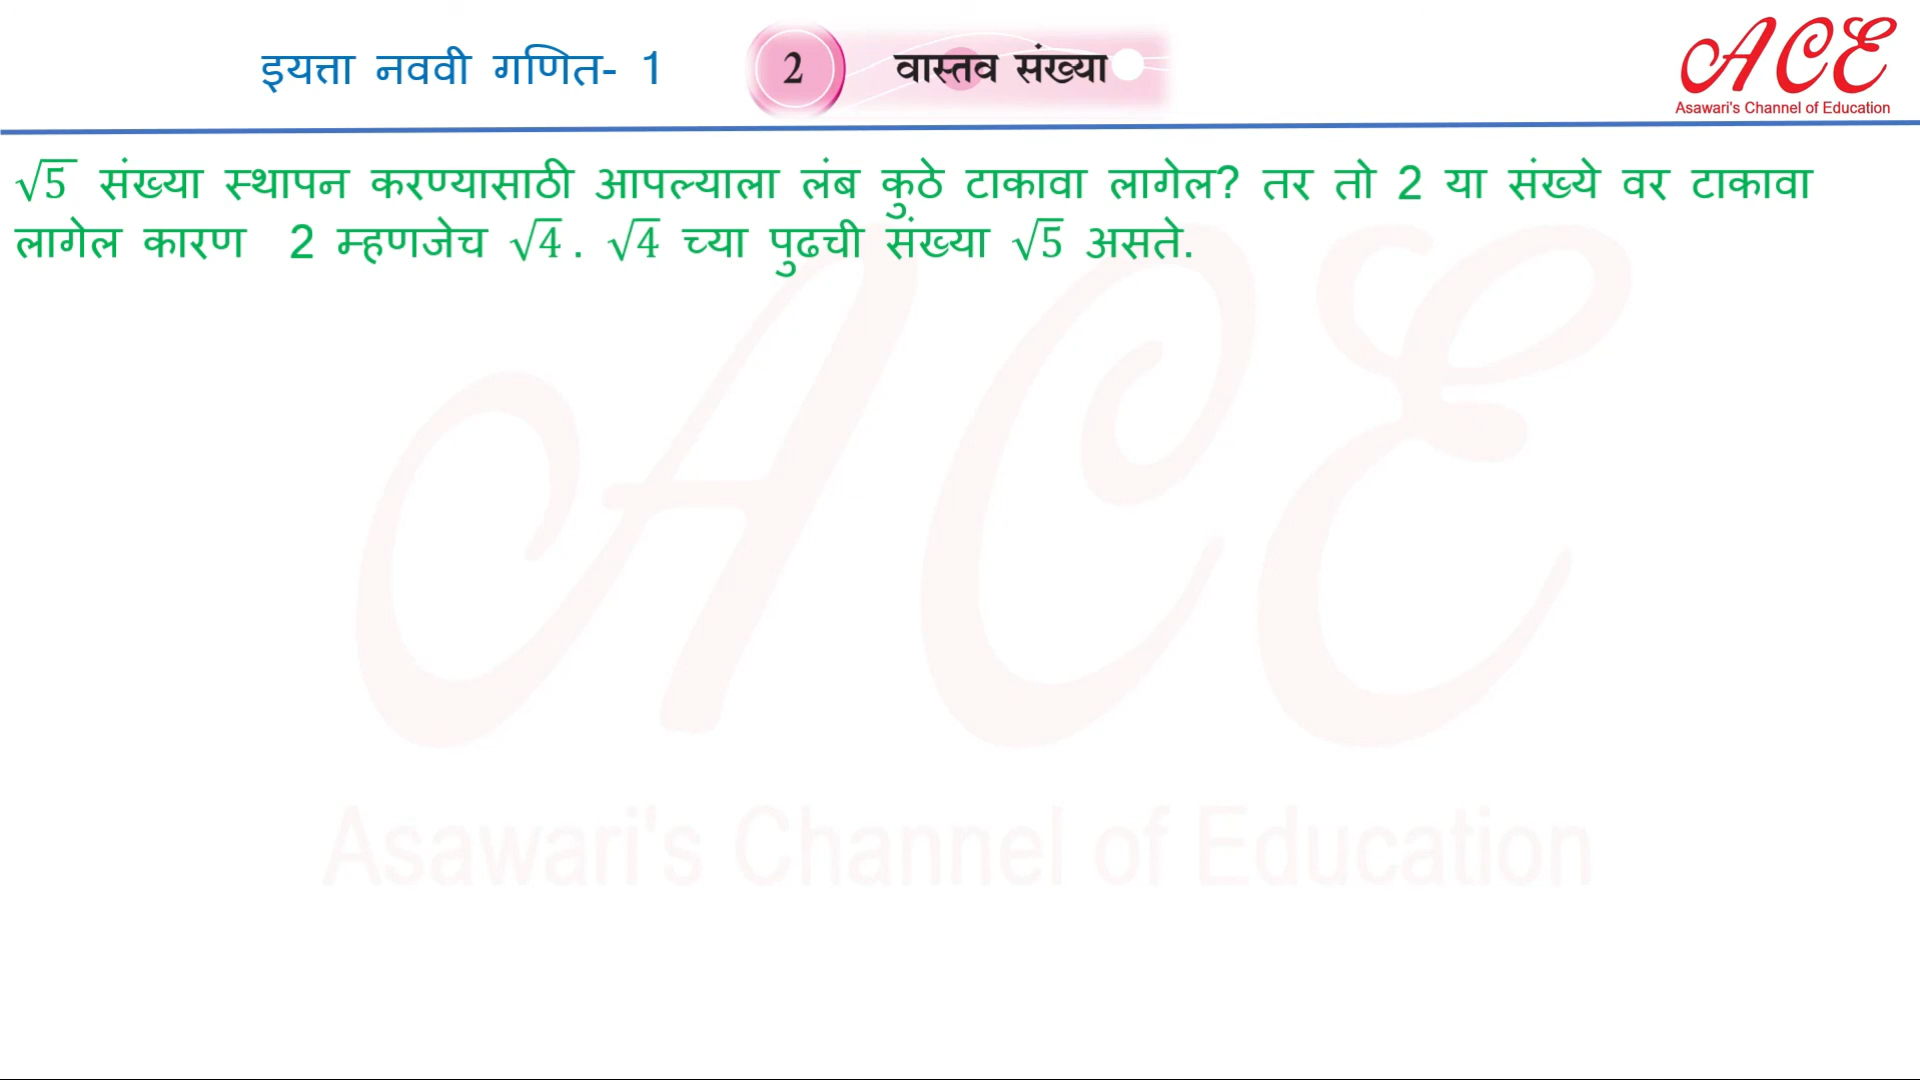 इयत्ता नववी गणित- 1
2 वास्तव संख्या
ACE
Asawari's Channel of Education
√5 संख्या स्थापन करण्यासाठी आपल्याला लंब कुठे टाकावा लागेल? तर तो 2 या संख्ये वर टाकावा
लागेल कारण 2 म्हणजेच √4 . √4 च्या पुढची संख्या √5 असते.
ACE
Asawari's Channel of Education